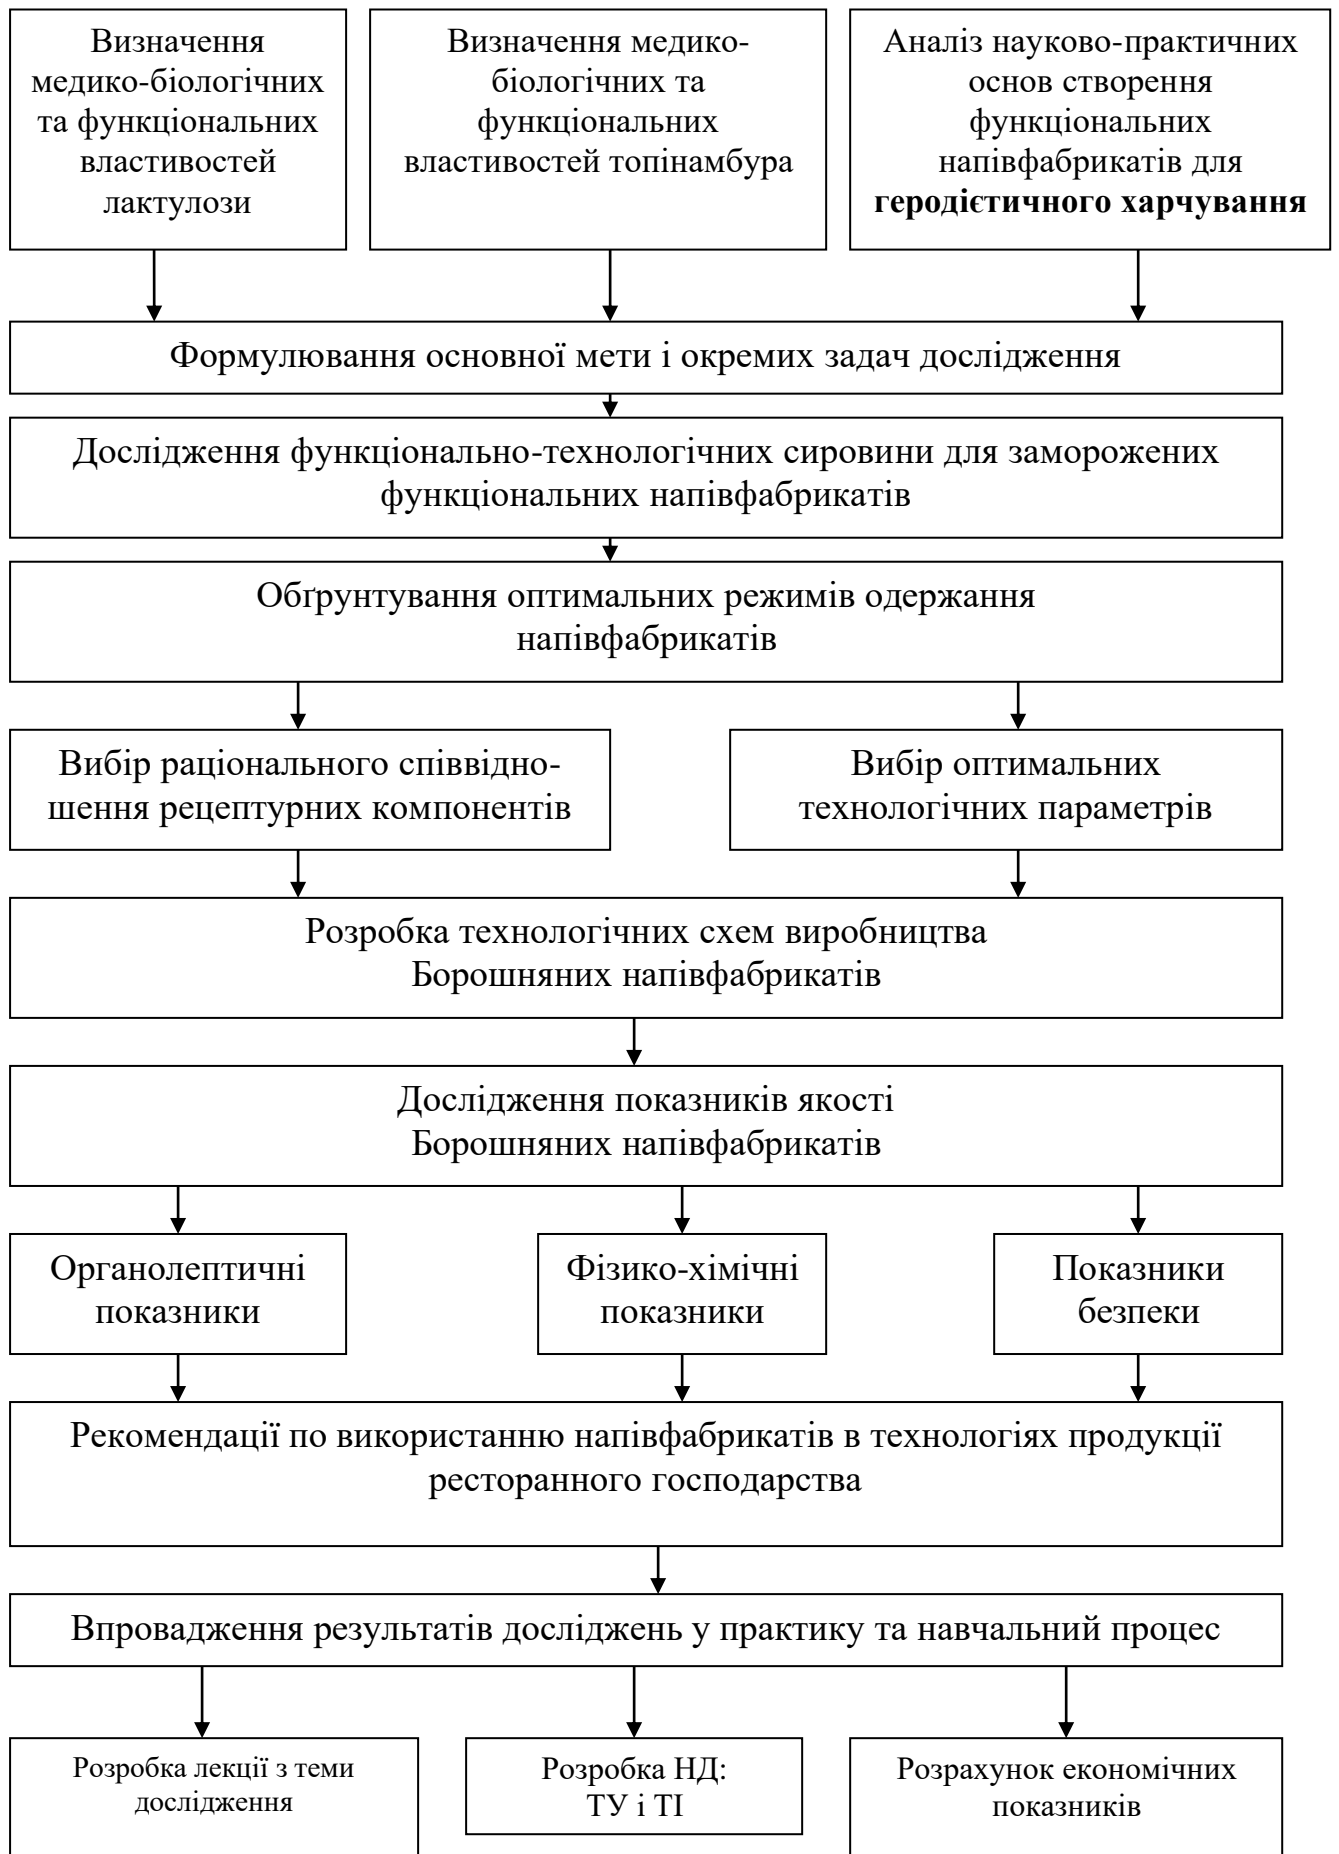 Визначення
медико-біологічних
та функціональних
властивостей
лактулози
Визначення медико-
біологічних та
функціональних
властивостей топінамбура
Аналіз науково-практичних
основ створення
функціональних
напівфабрикатів для
геродієтичного харчування
Формулювання основної мети і окремих задач дослідження
Дослідження функціонально-технологічних сировини для заморожених
функціональних напівфабрикатів
Обґрунтування оптимальних режимів одержання
напівфабрикатів
Вибір раціонального співвідно-
шення рецептурних компонентів
Вибір оптимальних
технологічних параметрів
Розробка технологічних схем виробництва
Борошняних напівфабрикатів
Дослідження показників якості
Борошняних напівфабрикатів
Органолептичні
показники
Фізико-хімічні
показники
Показники
безпеки
Рекомендації по використанню напівфабрикатів в технологіях продукції
ресторанного господарства
Впровадження результатів досліджень у практику та навчальний процес
Розробка лекції з теми
дослідження
Розробка НД:
ТУ і ТІ
Розрахунок економічних
показників